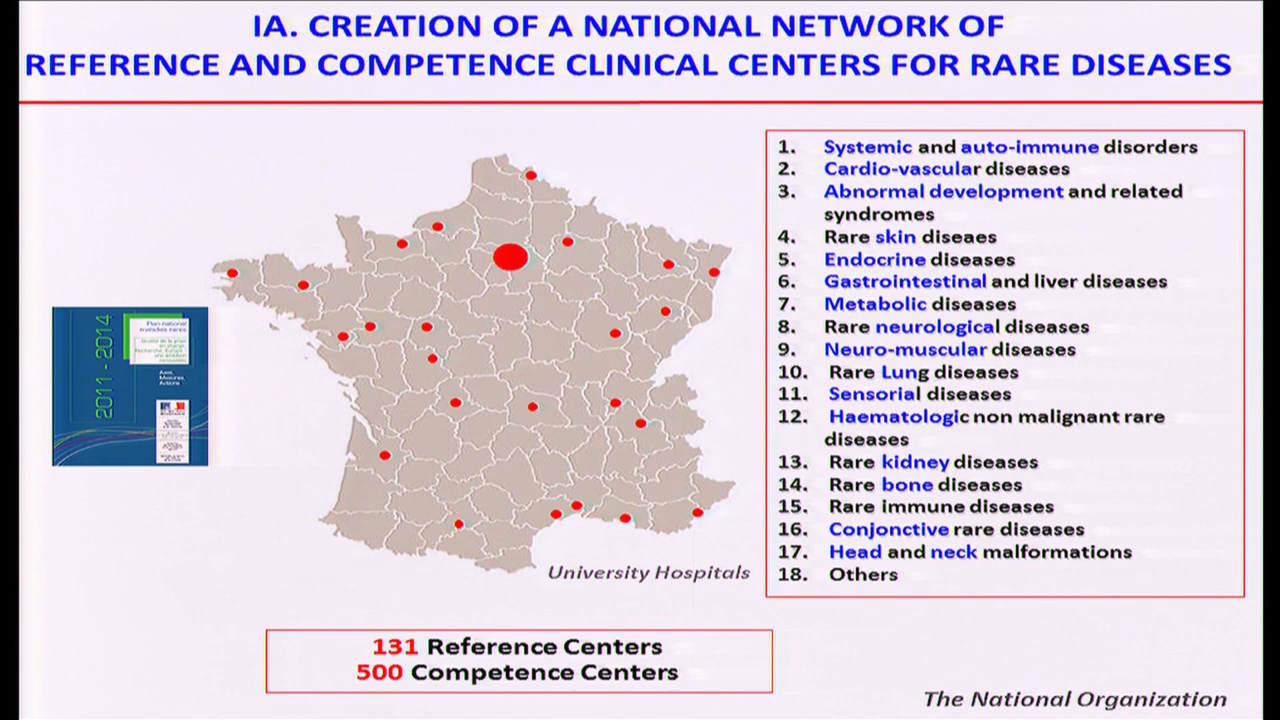 IA. CREATION OF A NATIONAL NETWORK OF
REFERENCE AND COMPETENCE CLINICAL CENTERS FOR RARE DISEASES
1. Systemic and auto-immune disorders
2. Cardio-vascular diseases
3. Abnormal development and related
syndromes
4. Rare skin diseaes
5. Endocrine diseases
6. Gastrointestinal and liver diseases
7. Metabolic diseases
8. Rare neurological diseases
9. Neuro-muscular diseases
10. Rare Lung diseases
11. Sensorial diseases
12. Haematologic non malignant rare
diseases
13. Rare kidney diseases
14. Rare bone diseases
15. Rare immune diseases
16. Conjonctive rare diseases
17. Head and neck malformations
18. Others
2011 - 2014
Plan national
maladies rares
Axes,
Mesures,
Actions
University Hospitals
131 Reference Centers
500 Competence Centers
The National Organization